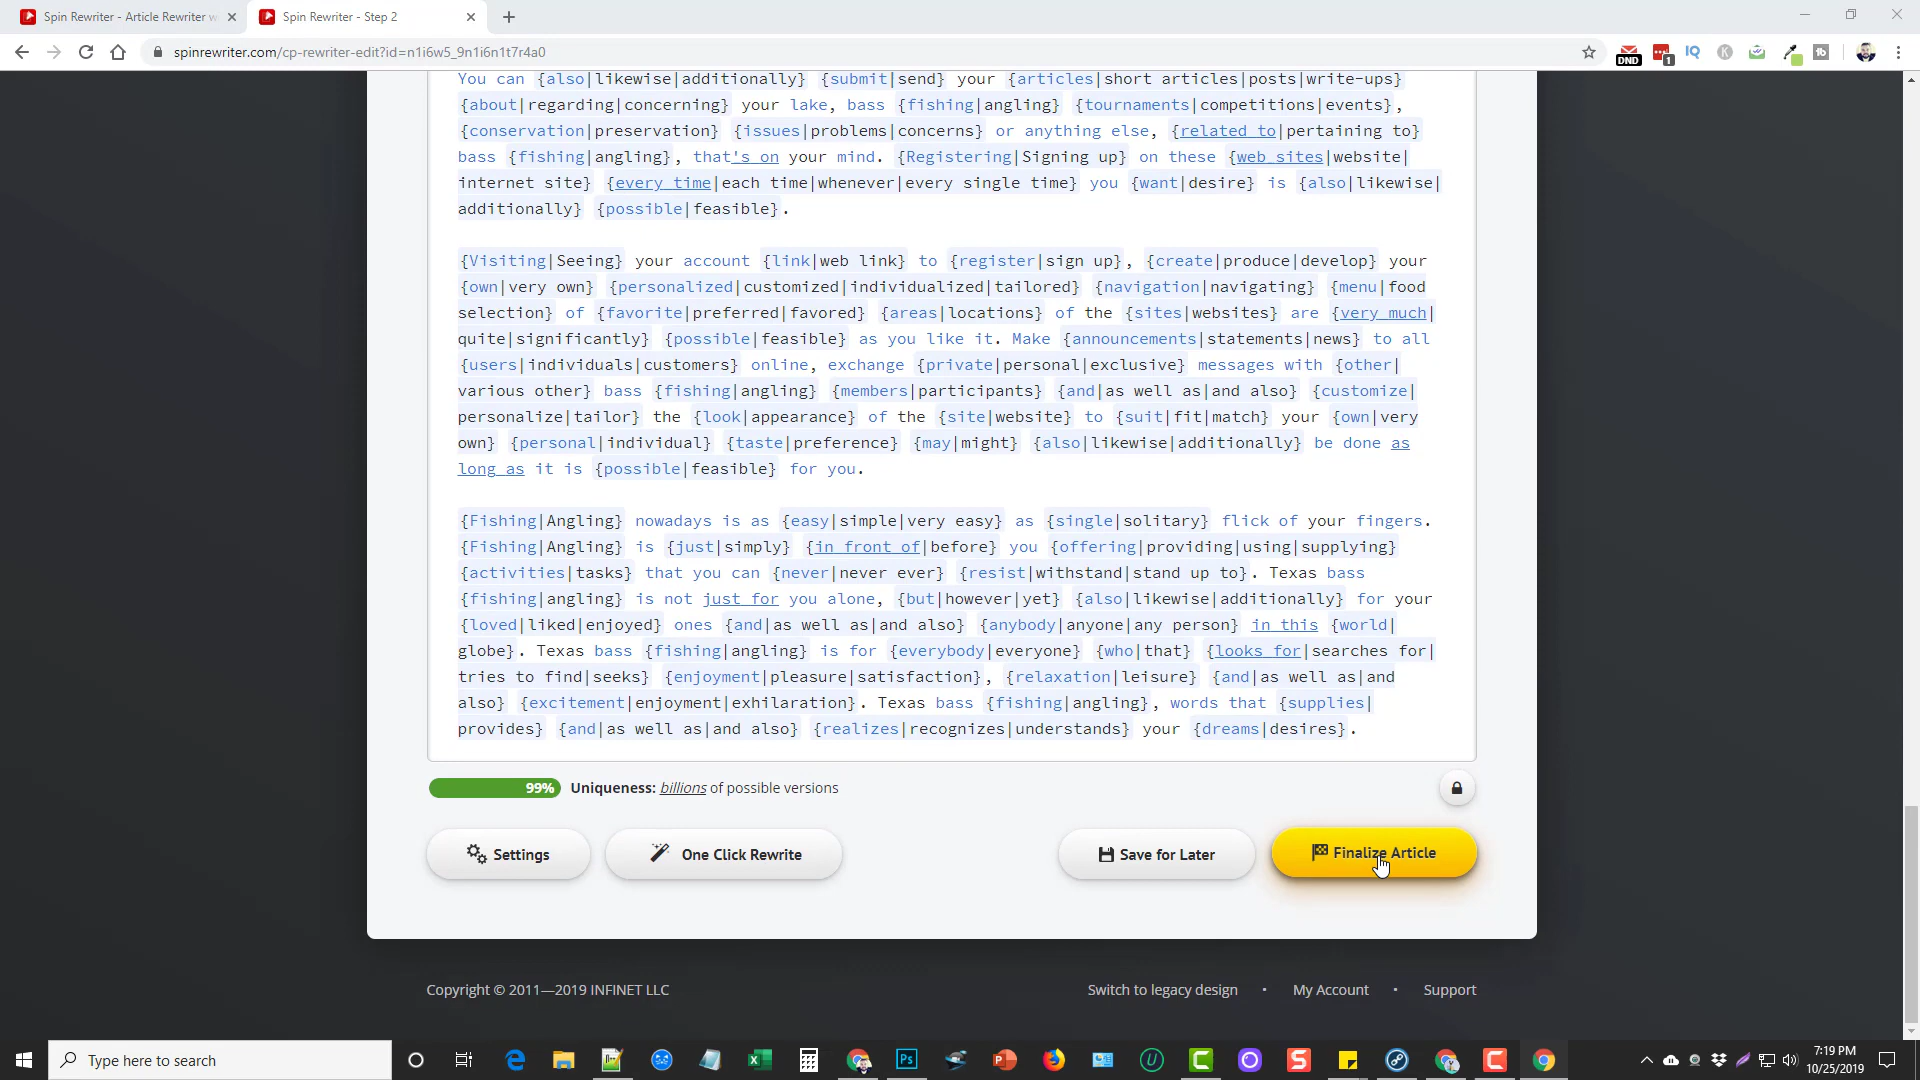 Spin Rewriter - Article Rewriter w
Spin Rewriter - Step 2
spinrewriter.com/cp-rewriter-edit?id=n1i6w5_9n1i6n1t7r4a0
DND
1
IQ
K
You can {also|likewise|additionally} {submit|send} your {articles|short articles|posts|write-ups}
{about|regarding|concerning} your lake, bass {fishing|angling} {tournaments|competitions|events},
{conservation|preservation} {issues|problems|concerns} or anything else, {related to|pertaining to}
bass {fishing|angling}, that's on your mind. {Registering|Signing up} on these {web sites|website|
internet site} {every time|each time|whenever|every single time} you {want|desire} is {also|likewise|
additionally} {possible|feasible}.
{Visiting|Seeing} your account {link|web link} to {register|sign up}, {create|produce|develop} your
{own|very own} {personalized|customized|individualized|tailored} {navigation|navigating} {menu|food
selection} of {favorite|preferred|favored} {areas|locations} of the {sites|websites} are {very much|
quite|significantly} {possible|feasible} as you like it. Make {announcements|statements|news} to all
{users|individuals|customers} online, exchange {private|personal|exclusive} messages with {other|
various other} bass {fishing|angling} {members|participants} {and|as well as|and also} {customize|
personalize|tailor} the {look|appearance} of the {site|website} to {suit|fit|match} your {own|very
own} {personal|individual} {taste|preference} {may|might} {also|likewise|additionally} be done as
long as it is {possible|feasible} for you.
{Fishing|Angling} nowadays is as {easy|simple|very easy} as {single|solitary} flick of your fingers.
{Fishing|Angling} is {just|simply} {in front of|before} you {offering|providing|using|supplying}
{activities|tasks} that you can {never|never ever} {resist|withstand|stand up to}. Texas bass
{fishing|angling} is not just for you alone, {but|however|yet} {also|likewise|additionally} for your
{loved|liked|enjoyed} ones {and|as well as|and also} {anybody|anyone|any person} in this {world|
globe}. Texas bass {fishing|angling} is for {everybody|everyone} {who|that} {looks for|searches for|
tries to find|seeks} {enjoyment|pleasure|satisfaction}, {relaxation|leisure} {and|as well as|and
also} {excitement|enjoyment|exhilaration}. Texas bass {fishing|angling}, words that {supplies|
provides} {and|as well as|and also} {realizes|recognizes|understands} your {dreams|desires}.
99% Uniqueness: billions of possible versions
Settings
One Click Rewrite
Save for Later
Finalize Article
Copyright © 2011—2019 INFINET LLC
Switch to legacy design • My Account • Support
Type here to search
Ps
7:19 PM
10/25/2019